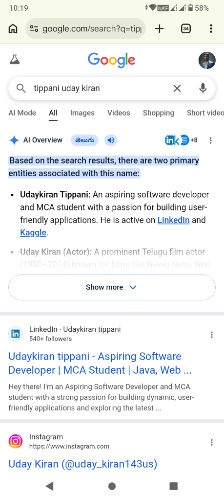 10:19
58%
google.com/search?q=tipp
Google
tippani uday kiran
AI Mode All Images Videos Shopping Short video
AI Overview
+8
Based on the search results, there are two primary
entities associated with this name:
• Udaykiran Tippani: An aspiring software
developer and MCA student with a passion for building user-
friendly applications. He is active on LinkedIn and
Kaggle.
• Uday Kiran (Actor): A prominent Telugu film actor
Show more
LinkedIn · Udaykiran tippani
540+ followers
Udaykiran tippani - Aspiring Software
Developer | MCA Student | Java, Web ...
Hey there! I'm an Aspiring Software Developer and MCA
student with a strong passion for building dynamic, user-
friendly applications and exploring the latest ...
Instagram
https://www.instagram.com
Uday Kiran (@uday_kiran143us)